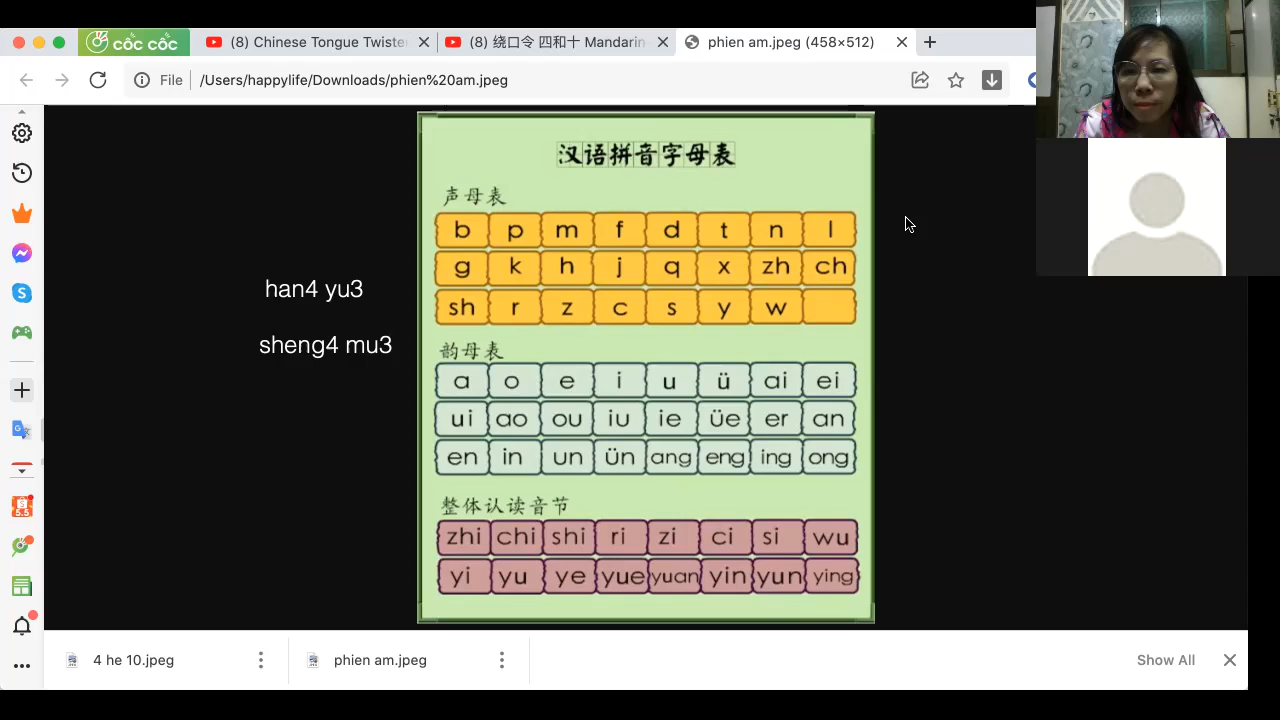 cốc cốc
(8) Chinese Tongue Twister
(8) 绕口令 四和十 Mandarin
phien am.jpeg (458×512)
File
/Users/happylife/Downloads/phien%20am.jpeg
汉语拼音字母表
声母表
b p m f d t n l
g k h j q x zh ch
sh r z c s y w
han4 yu3
sheng4 mu3
韵母表
a o e i u ü ai ei
ui ao ou iu ie üe er an
en in un ün ang eng ing ong
整体认读音节
zhi chi shi ri zi ci si wu
yi yu ye yue yuan yin yun ying
5.5
4 he 10.jpeg
phien am.jpeg
Show All